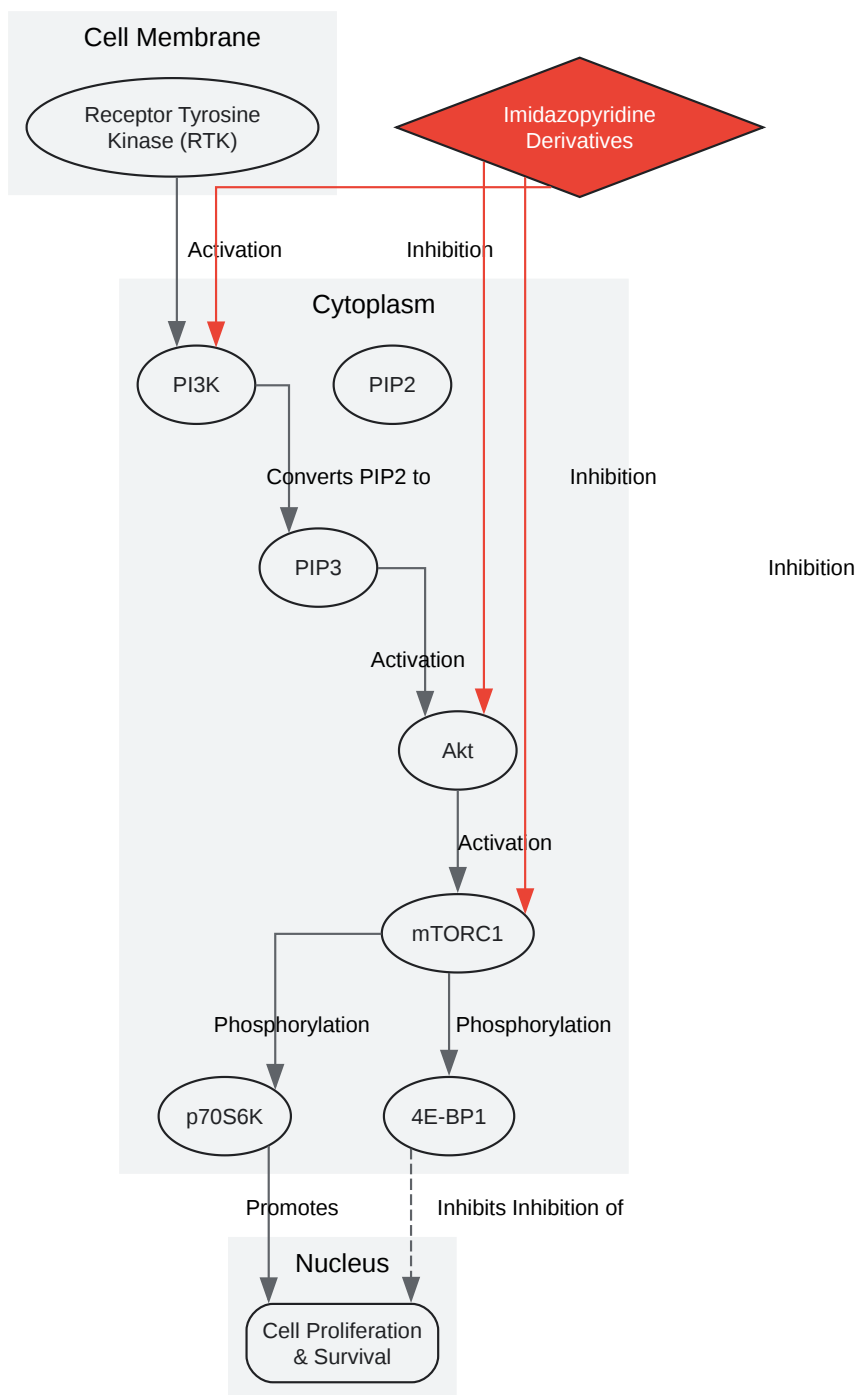 Cell Membrane
Receptor Tyrosine
Kinase (RTK)
Imidazopyridine
Derivatives
Activation
Inhibition
Cytoplasm
PI3K
PIP2
Converts PIP2 to
Inhibition
PIP3
Inhibition
Activation
Akt
Activation
mTORC1
Phosphorylation
Phosphorylation
p70S6K
4E-BP1
Promotes
Inhibits Inhibition of
Nucleus
Cell Proliferation
& Survival